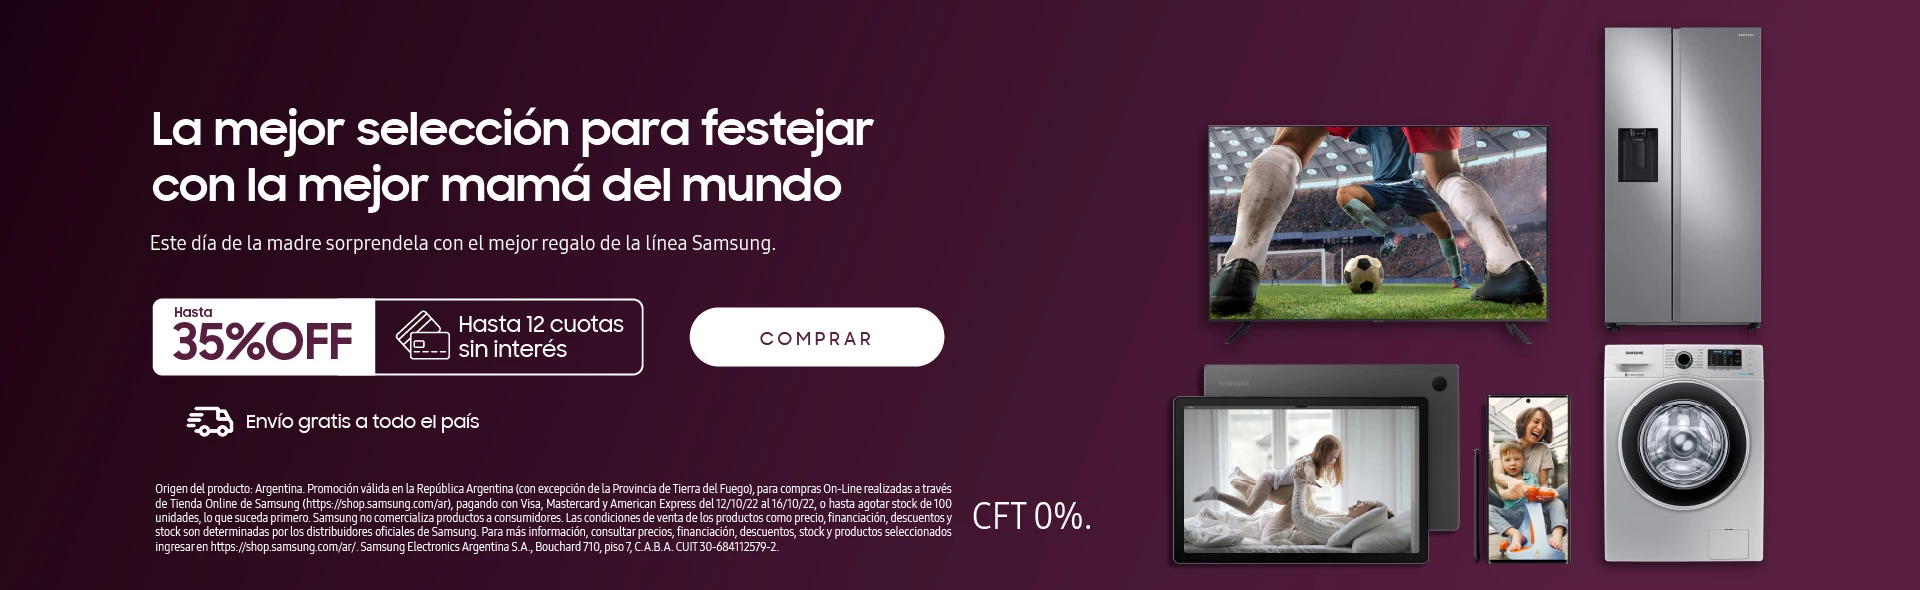 La mejor selección para festejar
con la mejor mamá del mundo
Este día de la madre sorprendela con el mejor regalo de la línea Samsung.
Hasta
35%OFF
Hasta 12 cuotas
sin interés
COMPRAR
Envío gratis a todo el país
Origen del producto: Argentina. Promoción válida en la República Argentina (con excepción de la Provincia de Tierra del Fuego), para compras On-Line realizadas a través
de Tienda Online de Samsung (https://shop.samsung.com/ar), pagando con Visa, Mastercard y American Express del 12/10/22 al 16/10/22, o hasta agotar stock de 100
unidades, lo que suceda primero. Samsung no comercializa productos a consumidores. Las condiciones de venta de los productos como precio, financiación, descuentos y
stock son determinadas por los distribuidores oficiales de Samsung. Para más información, consultar precios, financiación, descuentos, stock y productos seleccionados
ingresar en https://shop.samsung.com/ar/. Samsung Electronics Argentina S.A., Bouchard 710, piso 7, C.A.B.A. CUIT 30-684112579-2.
CFT 0%.
SAMSUNG
SAMSUNG
SAMSUNG